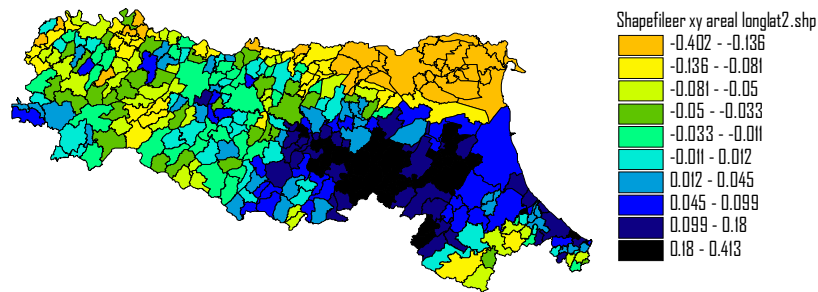 Shapefileer xy areal longlat2.shp
-0.402 - -0.136
-0.136 - -0.081
-0.081 - -0.05
-0.05 - -0.033
-0.033 - -0.011
-0.011 - 0.012
0.012 - 0.045
0.045 - 0.099
0.099 - 0.18
0.18 - 0.413